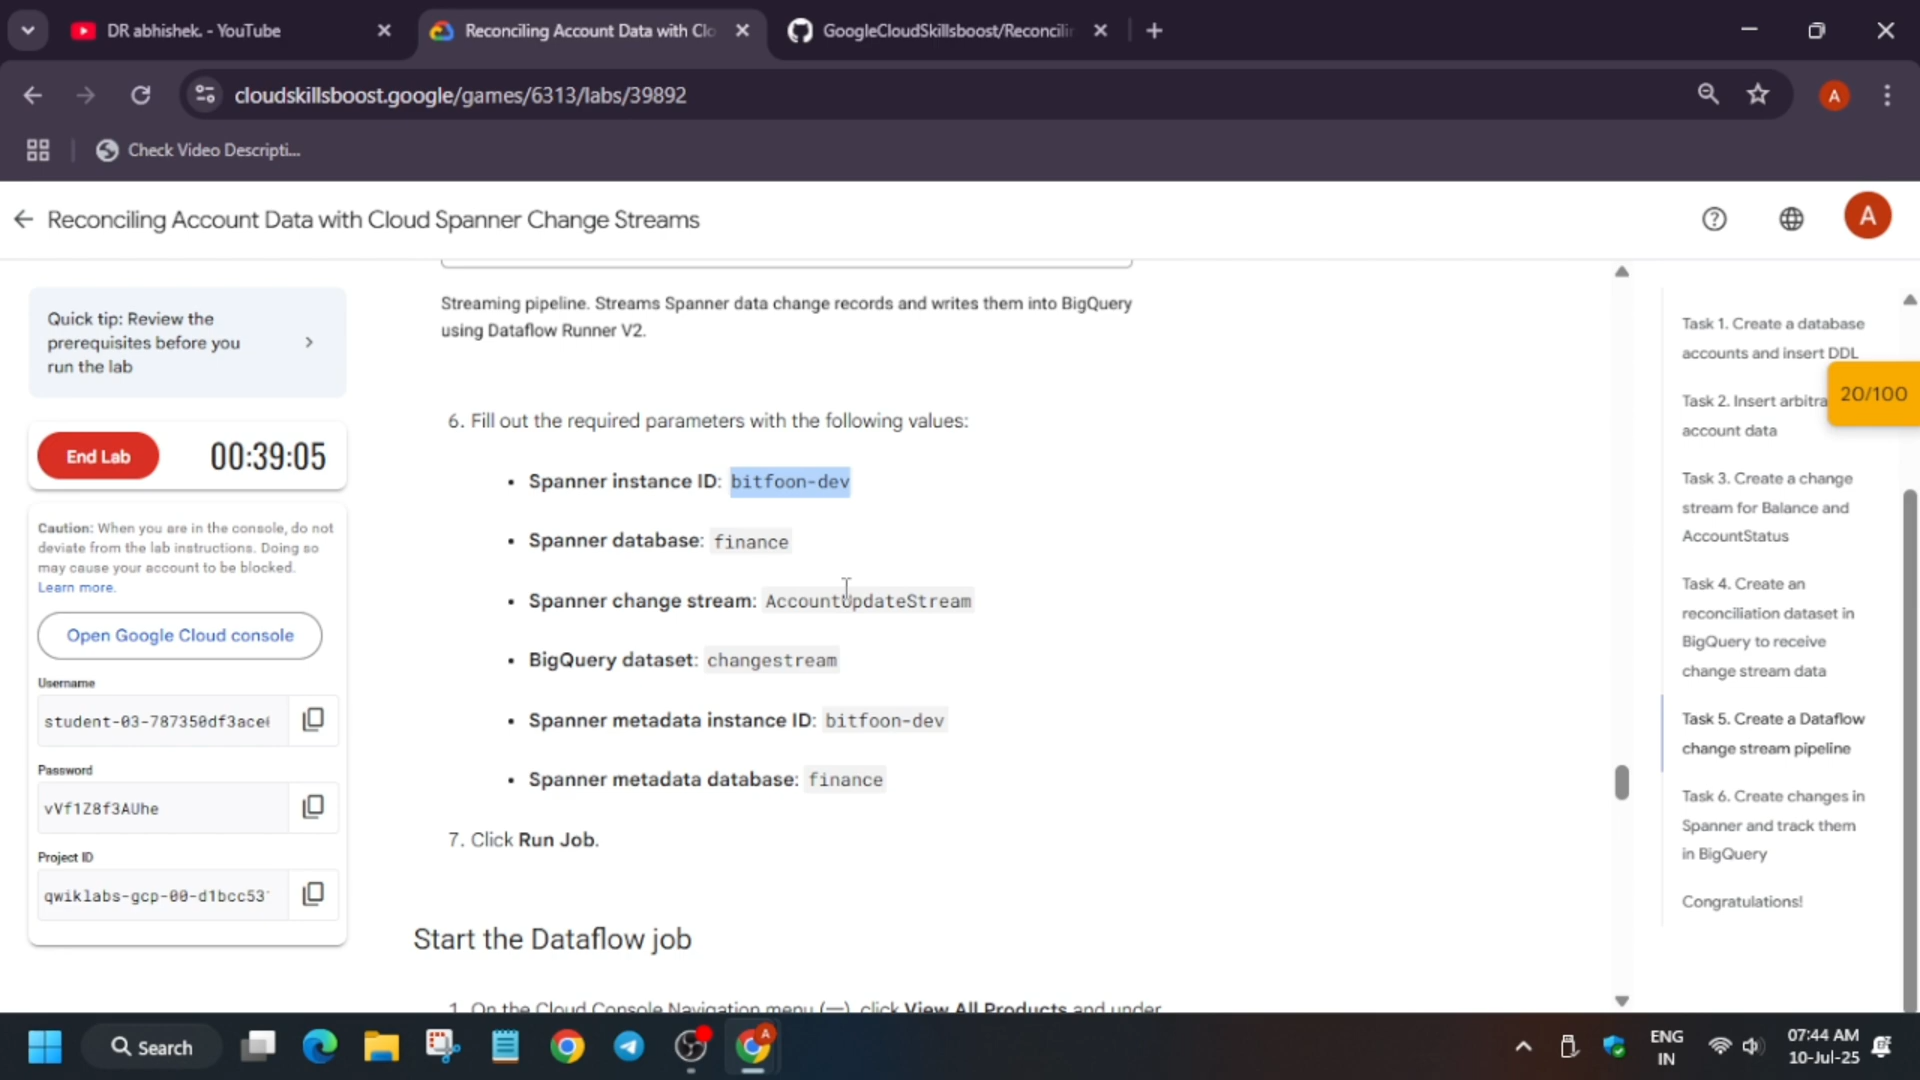 DR abhishek. - YouTube
Reconciling Account Data with Clo
GoogleCloudSkillsboost/Reconcili
cloudskillsboost.google/games/6313/labs/39892
A
Check Video Descripti...
Reconciling Account Data with Cloud Spanner Change Streams
A
Quick tip: Review the
prerequisites before you
run the lab
End Lab
00:39:05
Caution: When you are in the console, do not
deviate from the lab instructions. Doing so
may cause your account to be blocked.
Learn more.
Open Google Cloud console
Username
student-03-787350df3ace
Password
vVf1Z8f3AUhe
Project ID
qwiklabs-gcp-00-d1bcc53
Streaming pipeline. Streams Spanner data change records and writes them into BigQuery
using Dataflow Runner V2.
6. Fill out the required parameters with the following values:
• Spanner instance ID: bitfoon-dev
• Spanner database: finance
• Spanner change stream: AccountUpdateStream
• BigQuery dataset: changestream
• Spanner metadata instance ID: bitfoon-dev
• Spanner metadata database: finance
7. Click Run Job.
Start the Dataflow job
1. On the Cloud Console Navigation menu (—), click View All Products and under
Task 1. Create a database
accounts and insert DDL
Task 2. Insert arbitra
account data
20/100
Task 3. Create a change
stream for Balance and
AccountStatus
Task 4. Create an
reconciliation dataset in
BigQuery to receive
change stream data
Task 5. Create a Dataflow
change stream pipeline
Task 6. Create changes in
Spanner and track them
in BigQuery
Congratulations!
Search
A
ENG
IN
07:44 AM
10-Jul-25